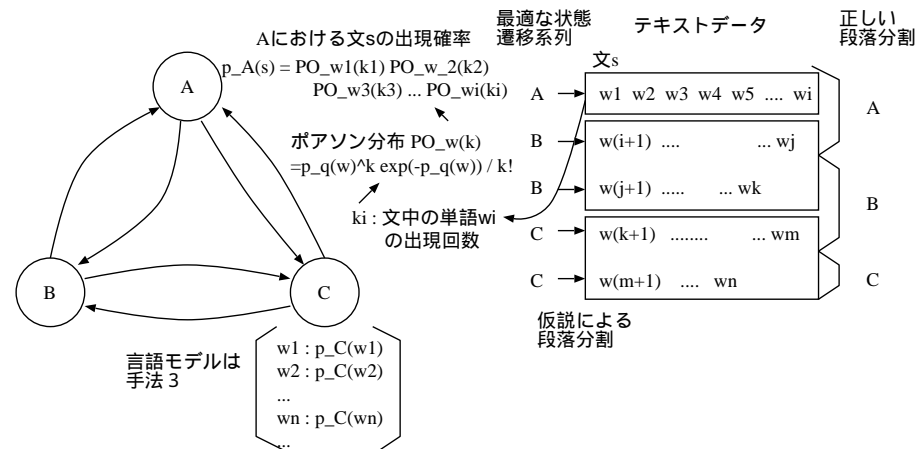 Aにおける文sの出現確率
p_A(s) = PO_w1(k1) PO_w_2(k2)
PO_w3(k3) ... PO_wi(ki)
ポアソン分布 PO_w(k)
=p_q(w)^k exp(-p_q(w)) / k!
ki : 文中の単語wi
の出現回数
A
B
C
言語モデルは
手法 3
w1 : p_C(w1)
w2 : p_C(w2)
...
wn : p_C(wn)
...
最適な状態
遷移系列
A
B
B
C
C
仮説による
段落分割
テキストデータ
文s
w1 w2 w3 w4 w5 .... wi
w(i+1) .... ... wj
w(j+1) ..... ... wk
w(k+1) ........ ... wm
w(m+1) .... wn
正しい
段落分割
A
B
C